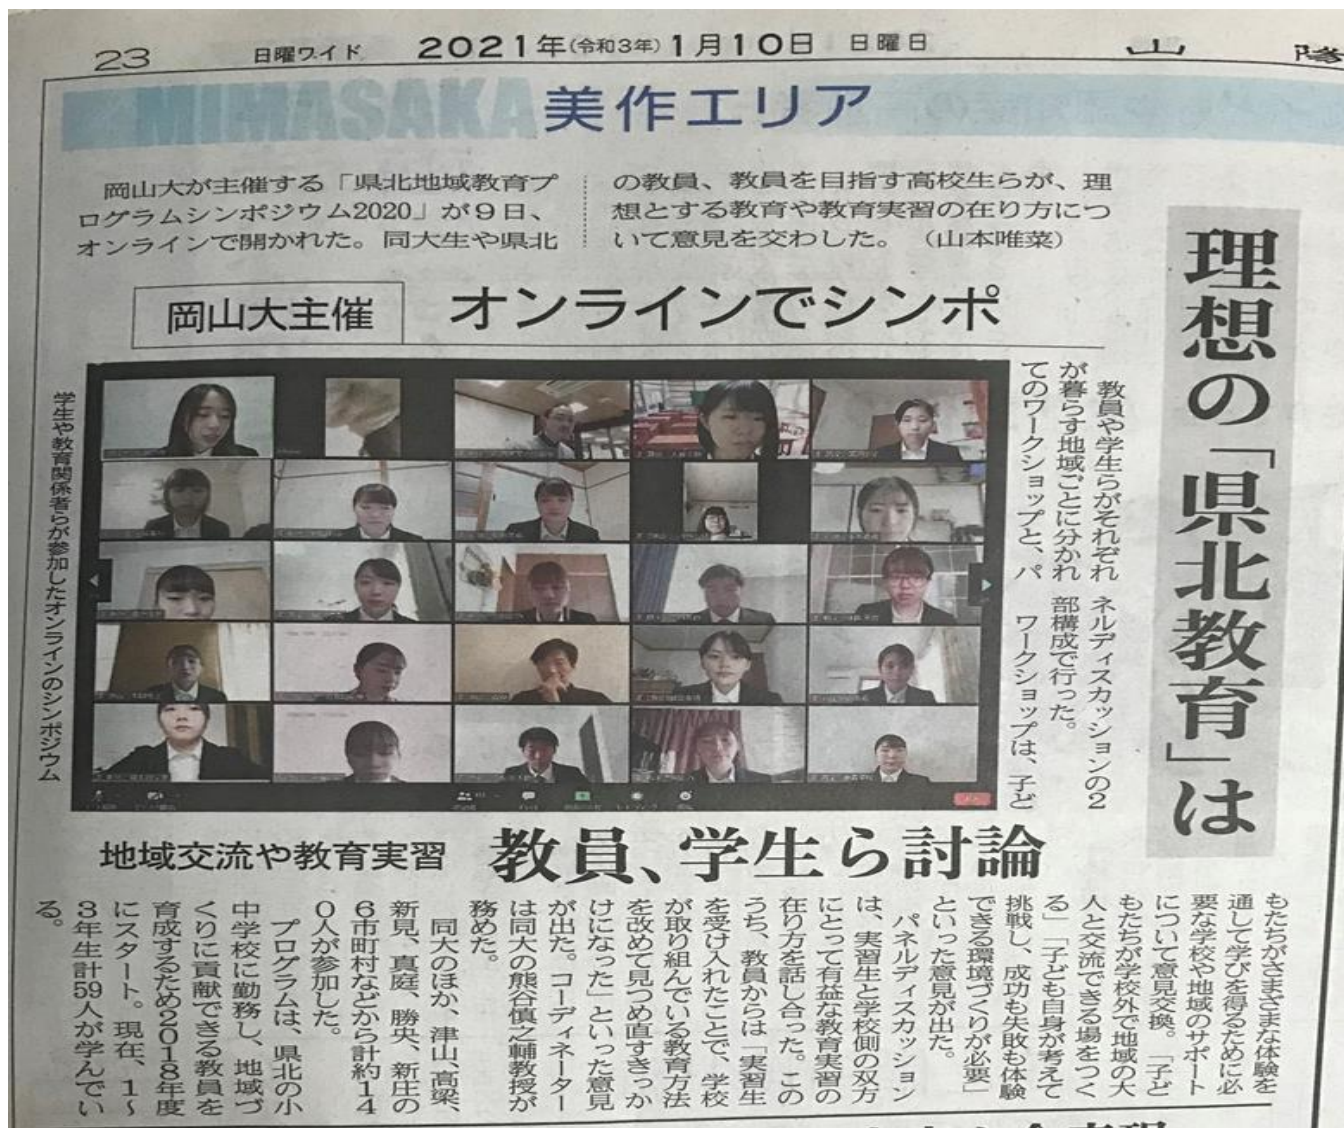 23
日曜ワイド
2021年(令和3年)1月10日 日曜日
山
陽
MIMASAKA
美作エリア
理想の「県北教育」は
岡山大が主催する「県北地域教育プ
ログラムシンポジウム2020」が9日、
オンラインで開かれた。同大生や県北
の教員、教員を目指す高校生らが、理
想とする教育や教育実習の在り方につ
いて意見を交わした。（山本唯菜）
岡山大主催
オンラインでシンポ
学生や教育関係者らが参加したオンラインのシンポジウム
地域交流や教育実習
教員、学生ら討論
教員や学生らがそれぞれ
が暮らす地域ごとに分かれ
てのワークショップと、パ
ネルディスカッションの2
部構成で行った。
ワークショップは、子ど
もたちがさまざまな体験を
通して学びを得るために必
要な学校や地域のサポート
について意見交換。「子ど
もたちが学校外で地域の大
人と交流できる場をつく
る」「子ども自身が考えて
挑戦し、成功も失敗も体験
できる環境づくりが必要」
といった意見が出た。
パネルディスカッション
は、実習生と学校側の双方
にとって有益な教育実習の
在り方を話し合った。この
うち、教員からは「実習生
を受け入れたことで、学校
が取り組んでいる教育方法
を改めて見つめ直すきっか
けになった」といった意見
が出た。コーディネーター
は同大の熊谷慎之輔教授が
務めた。
同大のほか、津山、高梁、
新見、真庭、勝央、新庄の
6市町村などから計約14
0人が参加した。
プログラムは、県北の小
中学校に勤務し、地域づ
くりに貢献できる教員を
育成するため2018年度
にスタート。現在、1～
3年生計59人が学んでい
る。